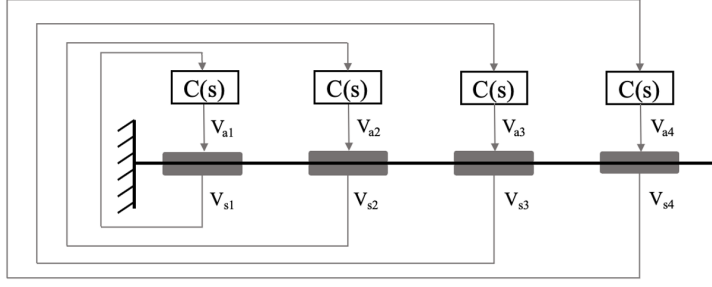 C(s) C(s) C(s) C(s)
Va1 Va2 Va3 Va4
Vs1 Vs2 Vs3 Vs4